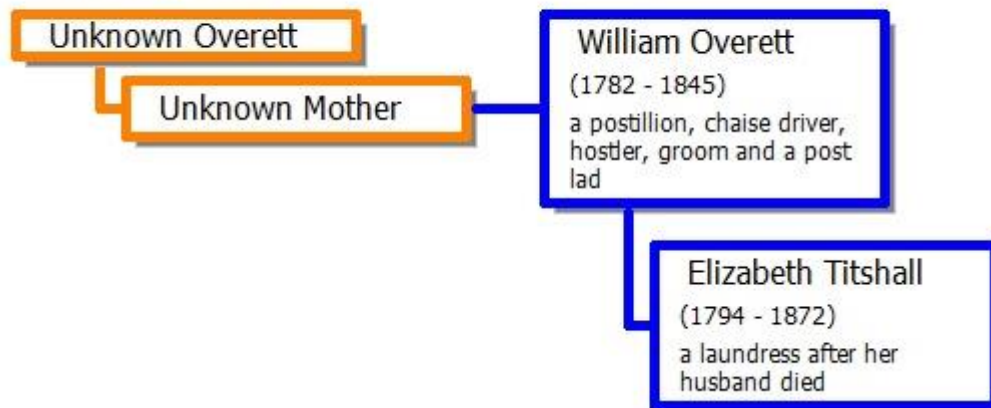 Unknown Overett
Unknown Mother
William Overett
(1782 - 1845)
a postillion, chaise driver,
hostler, groom and a post
lad
Elizabeth Titshall
(1794 - 1872)
a laundress after her
husband died